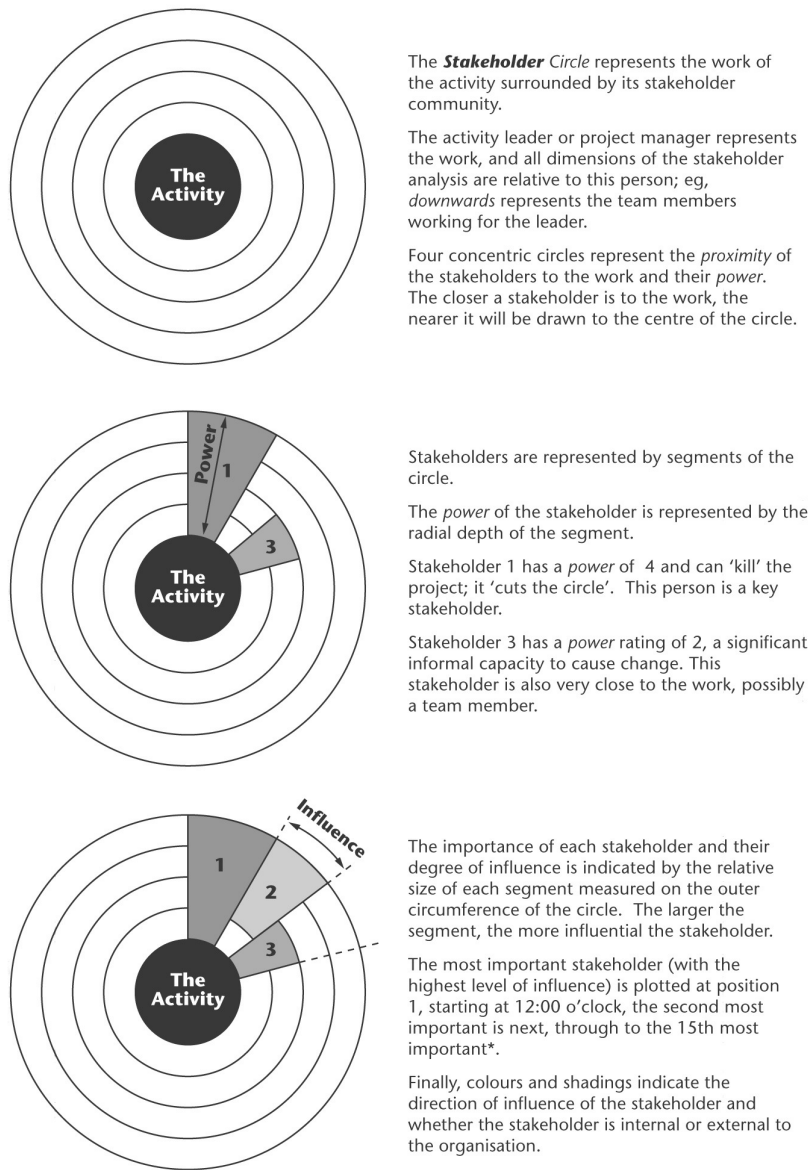 The Stakeholder Circle represents the work of
the activity surrounded by its stakeholder
community.
The activity leader or project manager represents
the work, and all dimensions of the stakeholder
analysis are relative to this person; eg,
downwards represents the team members
working for the leader.
Four concentric circles represent the proximity of
the stakeholders to the work and their power.
The closer a stakeholder is to the work, the
nearer it will be drawn to the centre of the circle.
The
Activity
Power
1
3
The
Activity
Stakeholders are represented by segments of the
circle.
The power of the stakeholder is represented by the
radial depth of the segment.
Stakeholder 1 has a power of 4 and can ‘kill’ the
project; it ‘cuts the circle’. This person is a key
stakeholder.
Stakeholder 3 has a power rating of 2, a significant
informal capacity to cause change. This
stakeholder is also very close to the work, possibly
a team member.
Influence
1
2
3
The
Activity
The importance of each stakeholder and their
degree of influence is indicated by the relative
size of each segment measured on the outer
circumference of the circle. The larger the
segment, the more influential the stakeholder.
The most important stakeholder (with the
highest level of influence) is plotted at position
1, starting at 12:00 o’clock, the second most
important is next, through to the 15th most
important*.
Finally, colours and shadings indicate the
direction of influence of the stakeholder and
whether the stakeholder is internal or external to
the organisation.